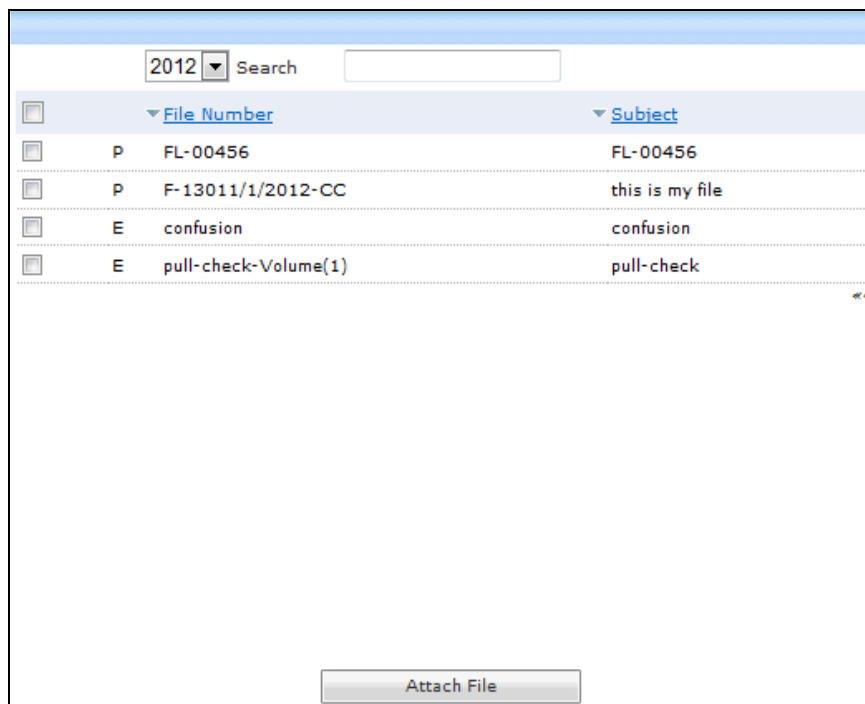 2012 Search
File Number Subject
P FL-00456 FL-00456
P F-13011/1/2012-CC this is my file
E confusion confusion
E pull-check-Volume(1) pull-check
Attach File